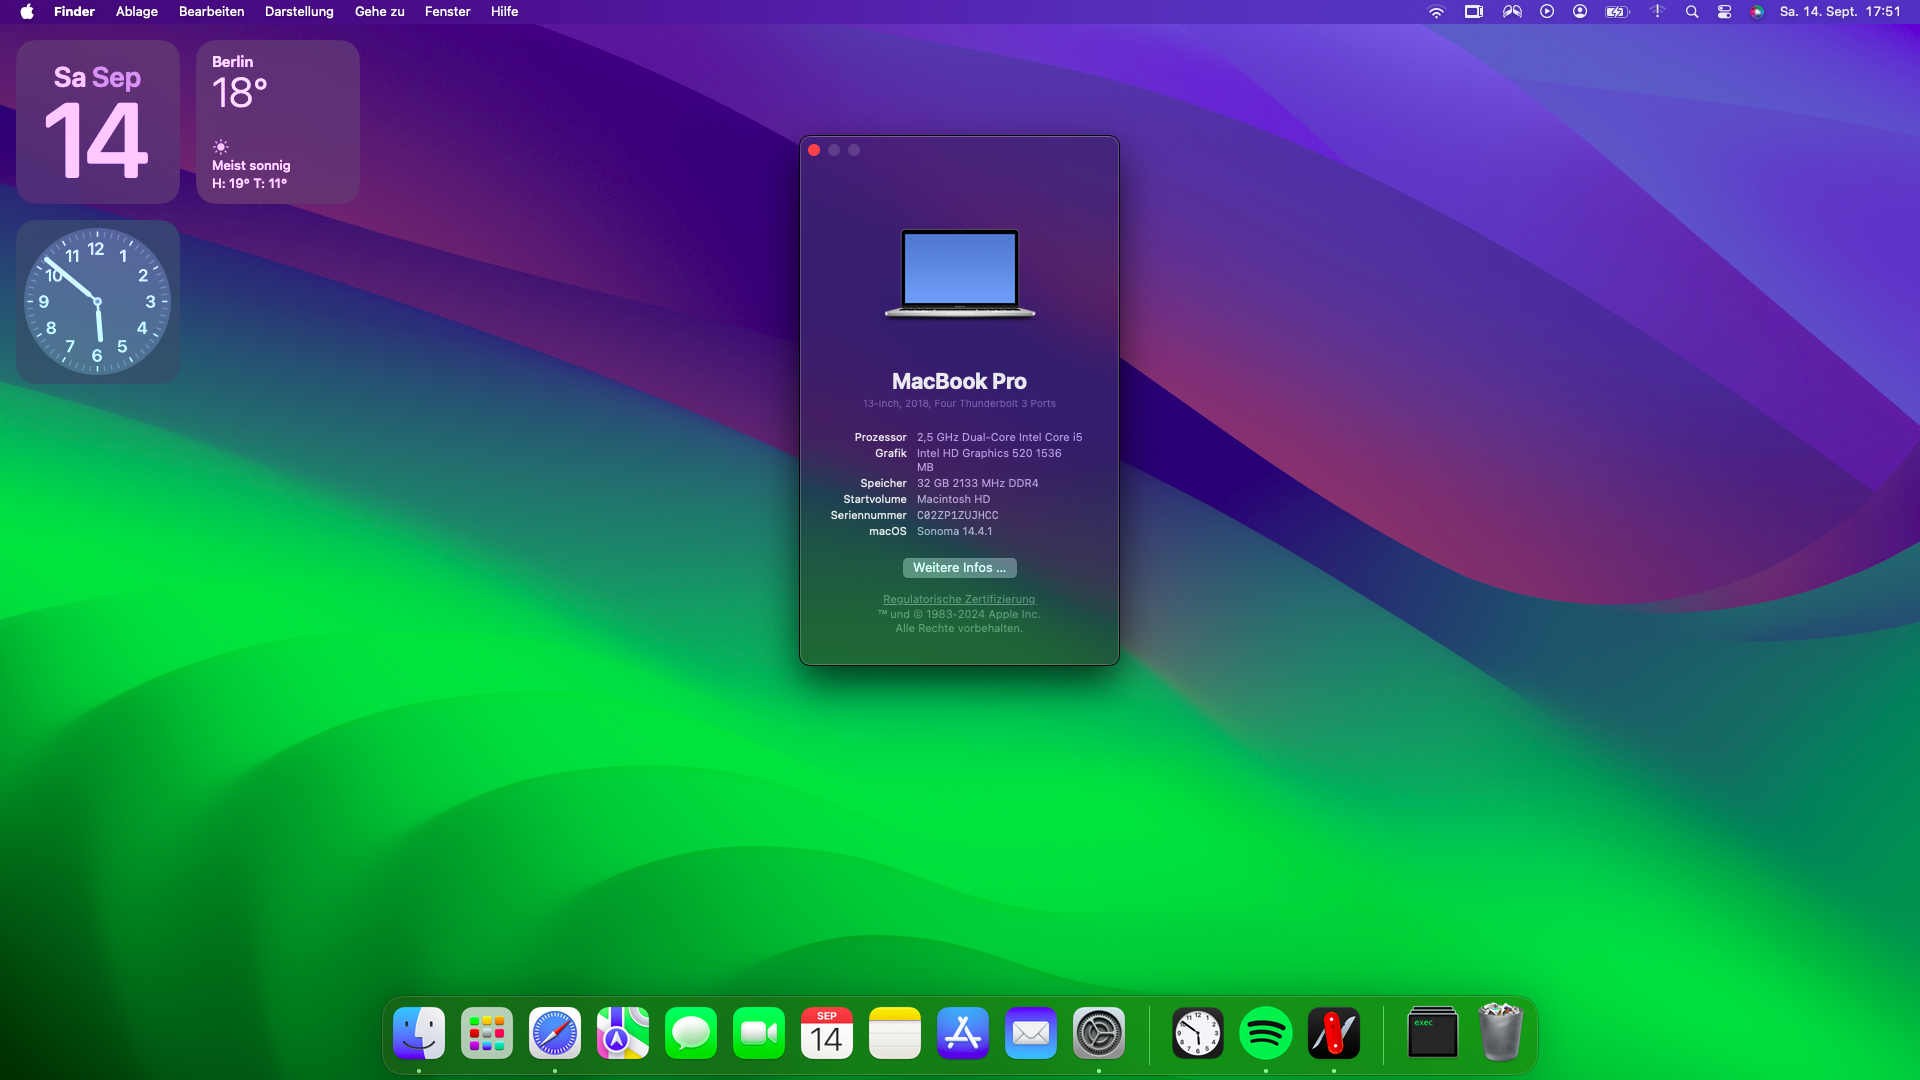 Finder Ablage Bearbeiten Darstellung Gehe zu Fenster Hilfe
Sa. 14. Sept. 17:51
Sa Sep
14
Berlin
18°
Meist sonnig
H: 19° T: 11°
12
11 1
10 2
9 3
8 4
7 5
6
MacBook Pro
13-inch, 2018, Four Thunderbolt 3 Ports
Prozessor 2,5 GHz Dual-Core Intel Core i5
Grafik Intel HD Graphics 520 1536
MB
Speicher 32 GB 2133 MHz DDR4
Startvolume Macintosh HD
Seriennummer C02ZP1ZUJHCC
macOS Sonoma 14.4.1
Weitere Infos ...
Regulatorische Zertifizierung
™ und © 1983-2024 Apple Inc.
Alle Rechte vorbehalten.
SEP
14
exec